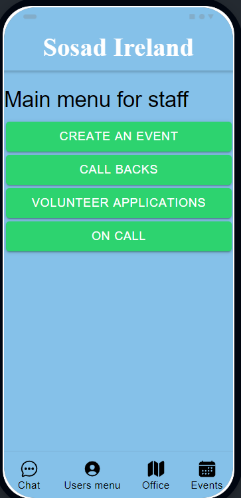 Sosad Ireland
Main menu for staff
CREATE AN EVENT
CALL BACKS
VOLUNTEER APPLICATIONS
ON CALL
Chat Users menu Office Events